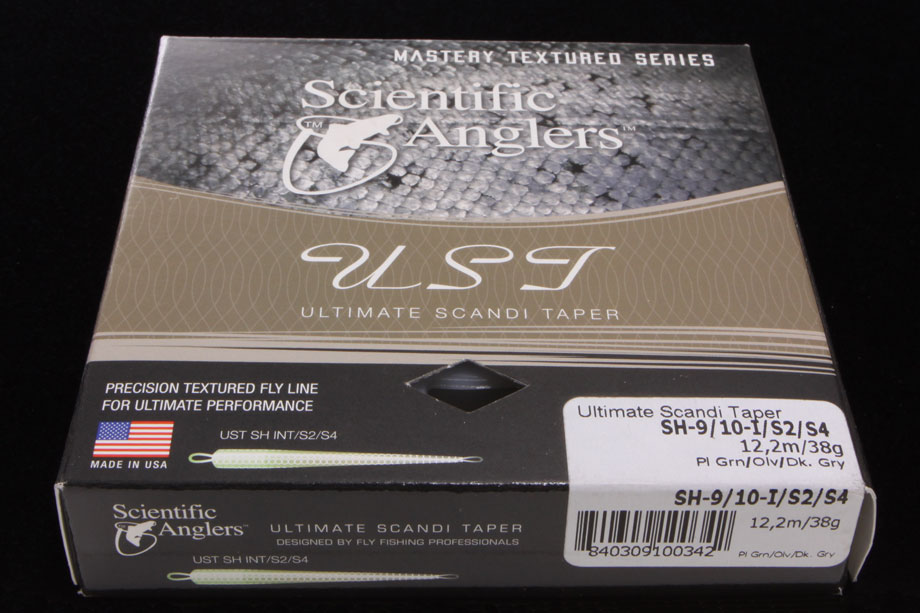 MASTERY TEXTURED SERIES
Scientific
TM
Anglers™
UST
ULTIMATE SCANDI TAPER
PRECISION TEXTURED FLY LINE
FOR ULTIMATE PERFORMANCE
MADE IN USA
UST SH INT/S2/S4
Ultimate Scandi Taper
SH-9/10-I/S2/S4
12,2m/38g
Pl Grn/Olv/Dk. Gry
Scientific
Anglers™
ULTIMATE SCANDI TAPER
DESIGNED BY FLY FISHING PROFESSIONALS
UST SH INT/S2/S4
SH-9/10-I/S2/S4
12,2m/38g
840309100342
Pl Grn/Olv/Dk. Gry